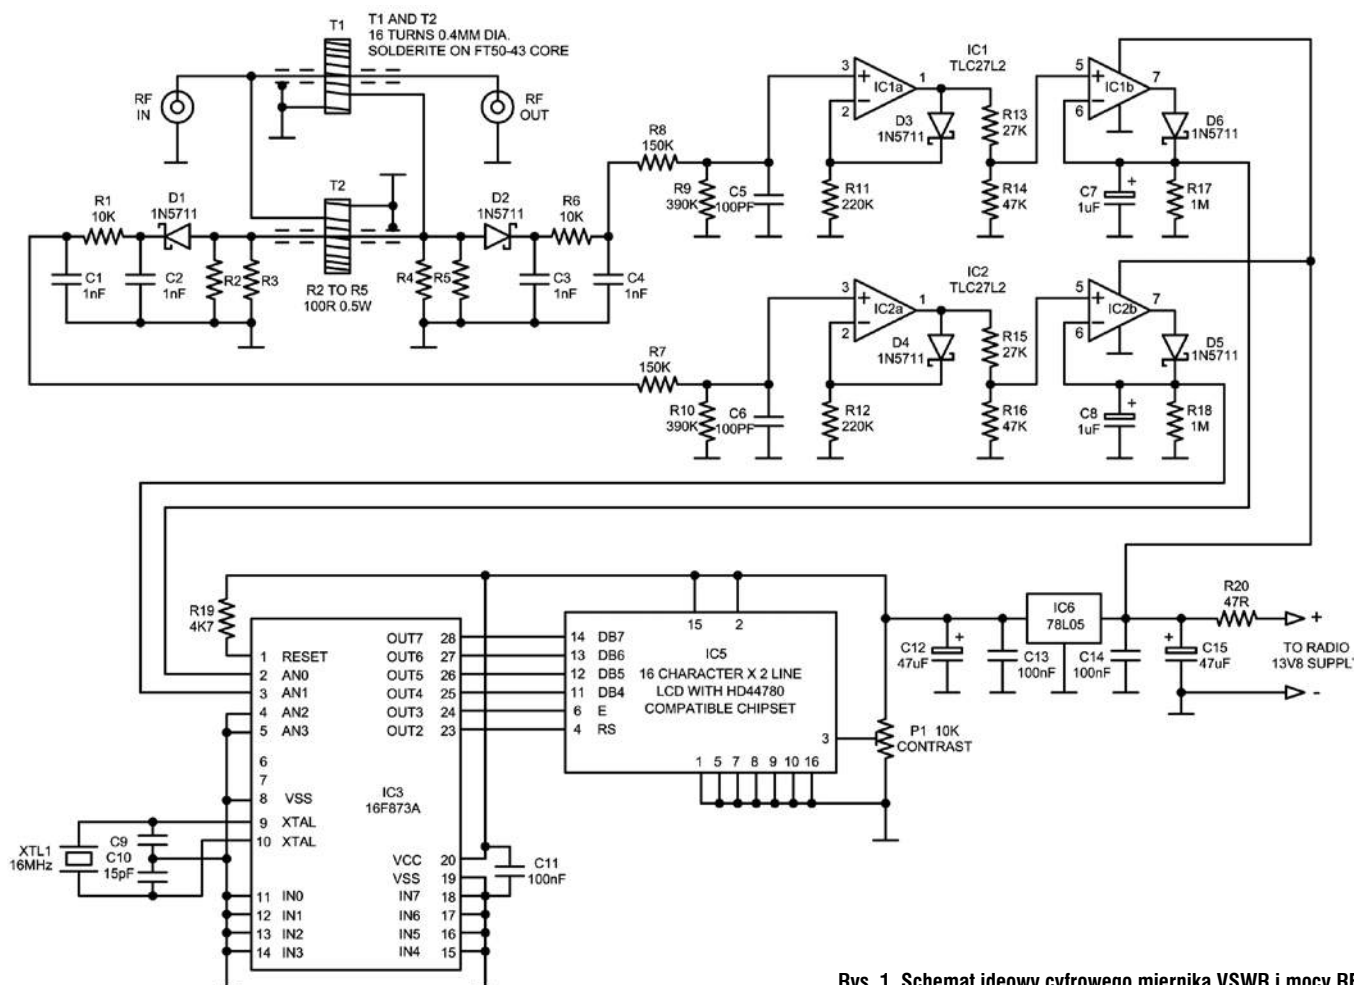 T1
T1 AND T2
16 TURNS 0.4MM DIA.
SOLDERITE ON FT50-43 CORE
RF
IN
RF
OUT
T2
R2 TO R5
100R 0.5W
R1
10K
D1
1N5711
C1
1nF
C2
1nF
R2
R3
R4
R5
D2
1N5711
R6
10K
C3
1nF
C4
1nF
R8
150K
R9
390K
C5
100PF
3
2
1
IC1a
IC1
TLC27L2
D3
1N5711
R11
220K
R13
27K
R14
47K
5
6
7
IC1b
D6
1N5711
C7
1uF
+
R17
1M
R7
150K
R10
390K
C6
100PF
3
2
1
IC2a
IC2
TLC27L2
D4
1N5711
R12
220K
R15
27K
R16
47K
5
6
7
IC2b
D5
1N5711
C8
1uF
+
R18
1M
R19
4K7
1 RESET
2 AN0
3 AN1
4 AN2
5 AN3
6
7
8 VSS
9 XTAL
10 XTAL
11 IN0
12 IN1
13 IN2
14 IN3
IC3
16F873A
OUT7 28
OUT6 27
OUT5 26
OUT4 25
OUT3 24
OUT2 23
VCC 20
VSS 19
IN7 18
IN6 17
IN5 16
IN4 15
XTL1
16MHz
C9
C10
15pF
C11
100nF
15 2
IC5
16 CHARACTER X 2 LINE
LCD WITH HD44780
COMPATIBLE CHIPSET
14 DB7
13 DB6
12 DB5
11 DB4
6 E
4 RS
3
1 5 7 8 9 10 16
P1 10K
CONTRAST
C12
47uF
+
C13
100nF
IC6
78L05
C14
100nF
C15
47uF
+
R20
47R
+
TO RADIO
13V8 SUPPLY
-
Rys. 1. Schemat ideowy cyfrowego miernika VSWR i mocy RF